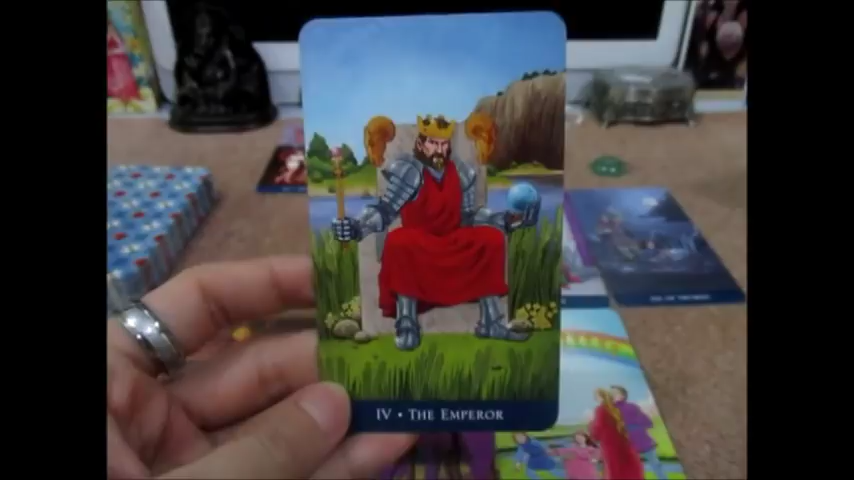 IV • THE EMPEROR